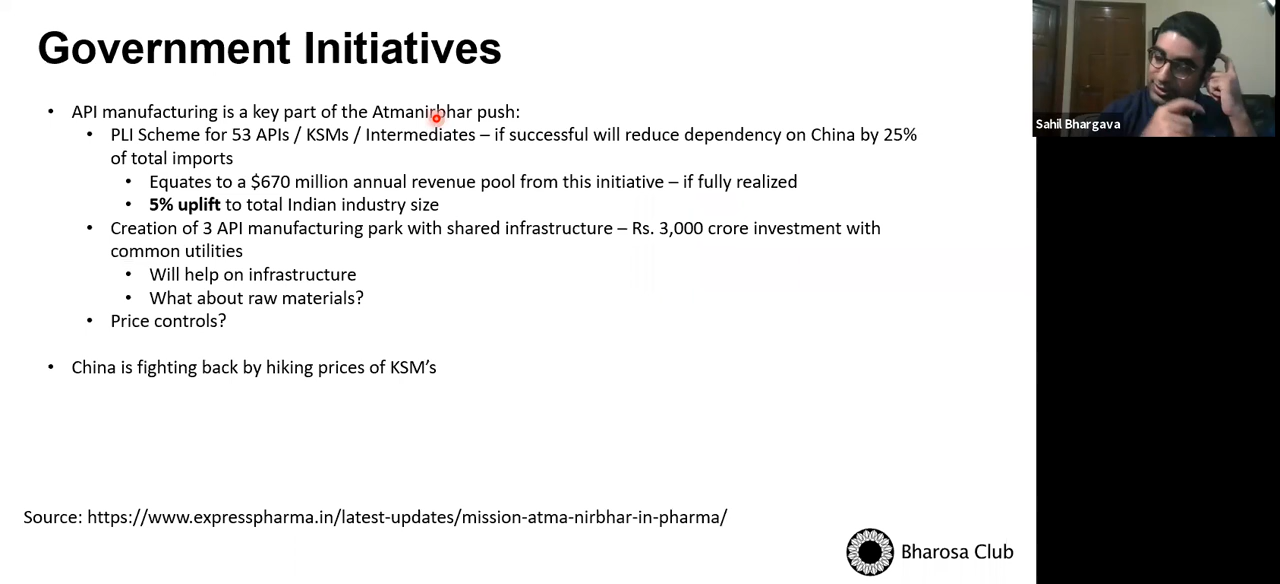 Government Initiatives
• API manufacturing is a key part of the Atmanirbhar push:
• PLI Scheme for 53 APIs / KSMs / Intermediates – if successful will reduce dependency on China by 25%
of total imports
• Equates to a $670 million annual revenue pool from this initiative – if fully realized
• 5% uplift to total Indian industry size
• Creation of 3 API manufacturing park with shared infrastructure – Rs. 3,000 crore investment with
common utilities
• Will help on infrastructure
• What about raw materials?
• Price controls?
• China is fighting back by hiking prices of KSM’s
Source: https://www.expresspharma.in/latest-updates/mission-atma-nirbhar-in-pharma/
Bharosa Club
Sahil Bhargava